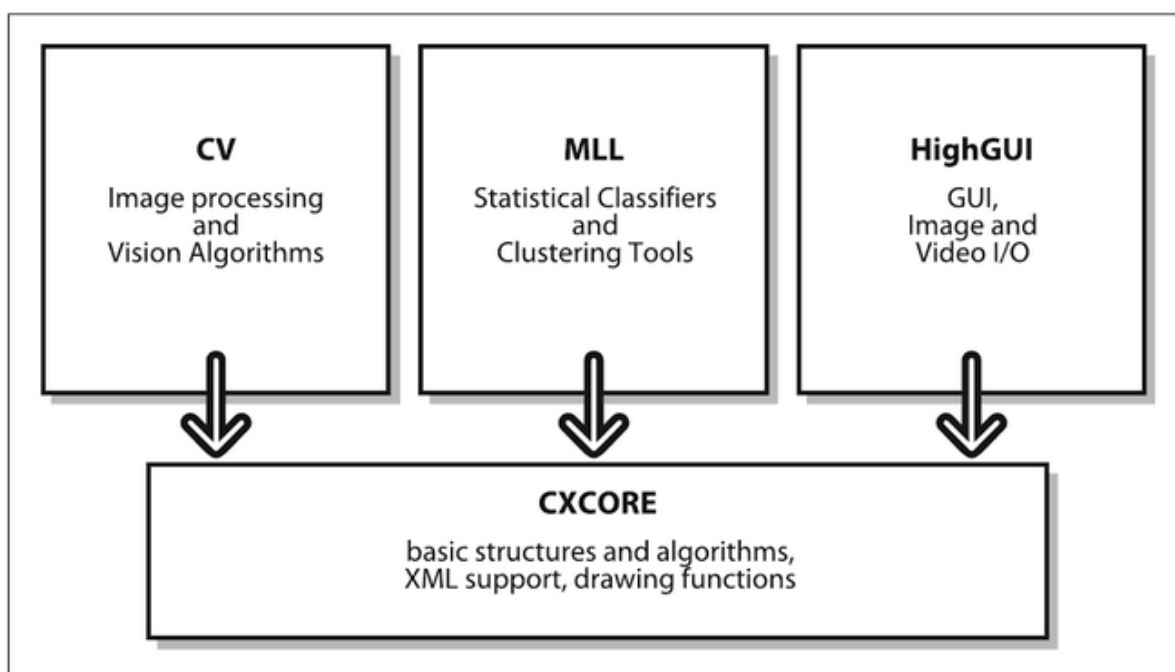 CV
Image processing
and
Vision Algorithms
MLL
Statistical Classifiers
and
Clustering Tools
HighGUI
GUI,
Image and
Video I/O
CXCORE
basic structures and algorithms,
XML support, drawing functions